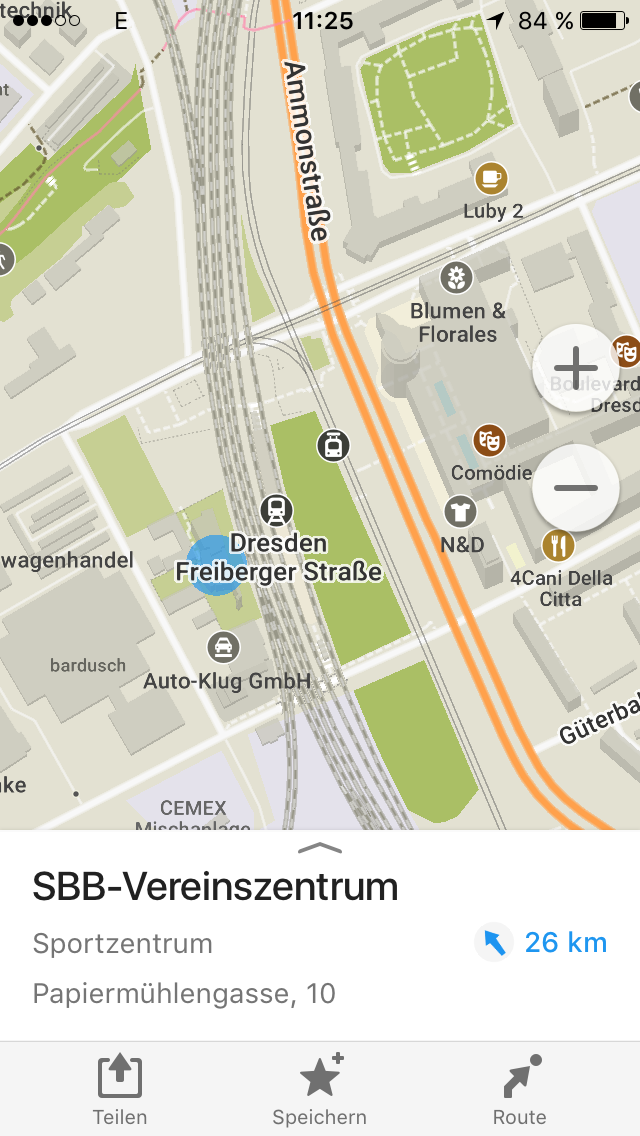 technik
E
11:25
84 %
Ammonstraße
Luby 2
Blumen &
Florales
Boulevard
Dresd
Comödie
N&D
Dresden
Freiberger Straße
4Cani Della
Citta
wagenhandel
bardusch
Auto-Klug GmbH
Güterba
ke
CEMEX
Mischanlage
SBB-Vereinszentrum
Sportzentrum
26 km
Papiermühlengasse, 10
Teilen
Speichern
Route